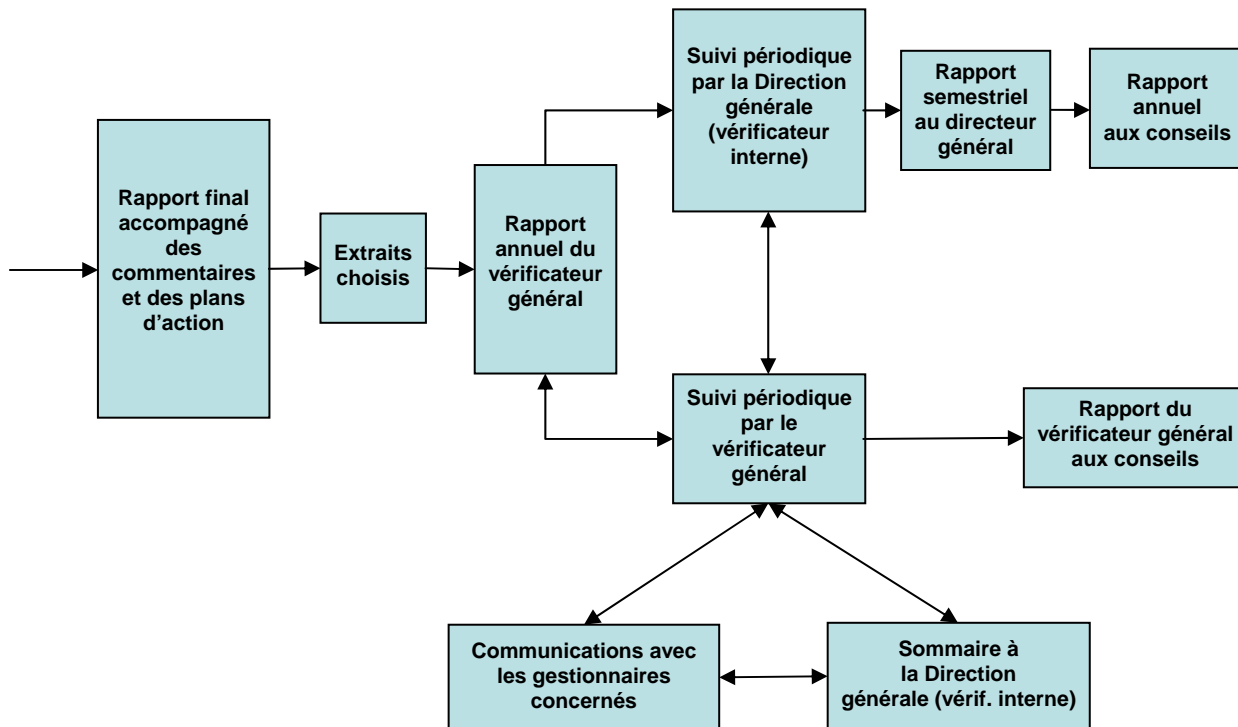 Rapport final
accompagné
des
commentaires
et des plans
d’action
Extraits
choisis
Rapport
annuel du
vérificateur
général
Suivi périodique
par la Direction
générale
(vérificateur
interne)
Rapport
semestriel
au directeur
général
Rapport
annuel
aux conseils
Suivi périodique
par le
vérificateur
général
Rapport du
vérificateur général
aux conseils
Communications avec
les gestionnaires
concernés
Sommaire à
la Direction
générale (vérif. interne)